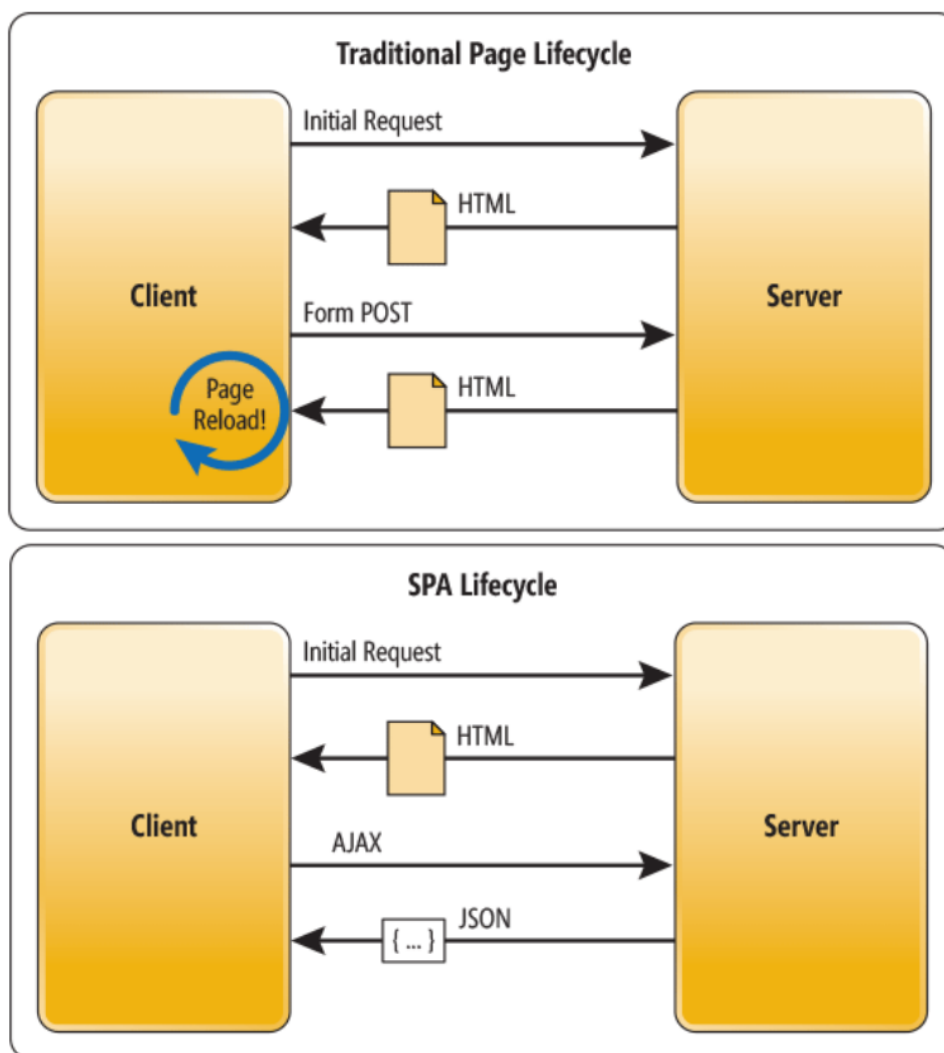 Traditional Page Lifecycle
Initial Request
HTML
Client
Server
Form POST
Page
Reload!
HTML
SPA Lifecycle
Initial Request
HTML
Client
Server
AJAX
JSON
{ ... }